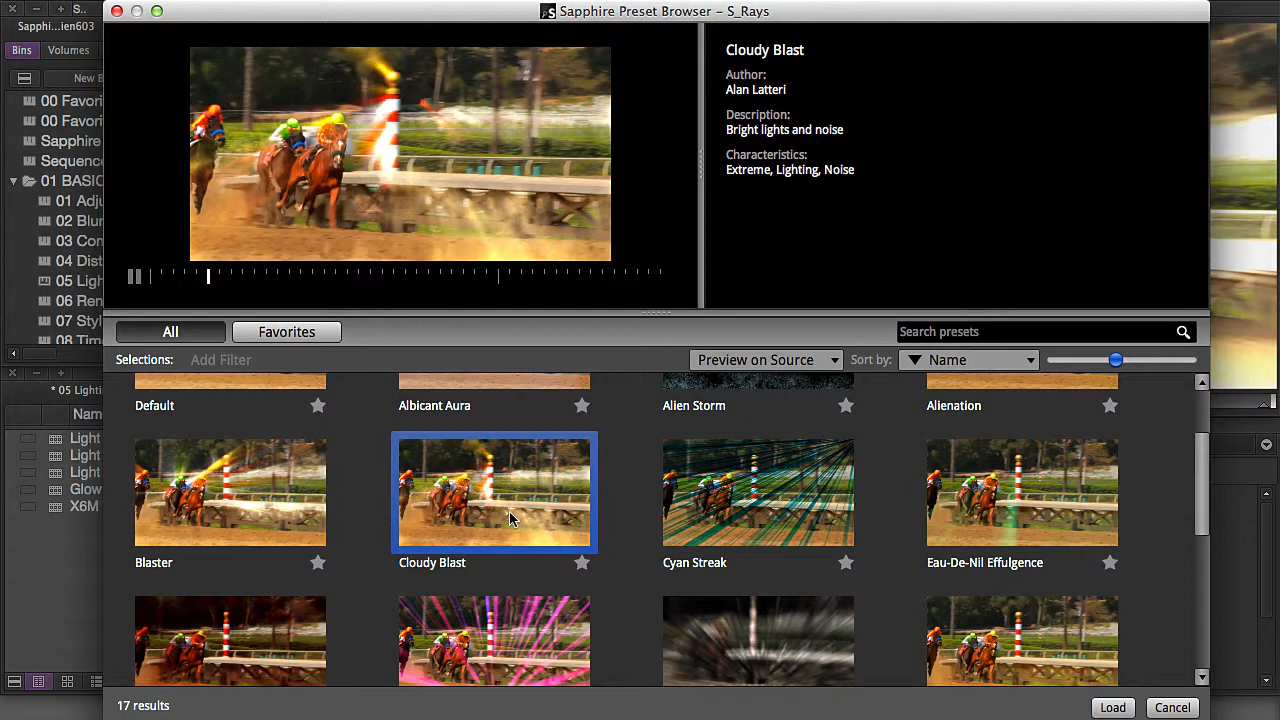 S..
Sapphire Preset Browser – S_Rays
Sapphi...ien603
Bins
Volumes
New B
00 Favori
00 Favori
Sapphire
Sequence
01 BASIC
01 Adju
02 Blur
03 Com
04 Dist
05 Ligh
06 Ren
07 Styl
08 Time
Cloudy Blast
Author:
Alan Latteri
Description:
Bright lights and noise
Characteristics:
Extreme, Lighting, Noise
All
Favorites
Search presets
Selections:
Add Filter
Preview on Source
Sort by:
Name
* 05 Lighti
Name
Light
Light
Light
Glow
X6M
Default
Albicant Aura
Alien Storm
Alienation
Blaster
Cloudy Blast
Cyan Streak
Eau-De-Nil Effulgence
17 results
Load
Cancel